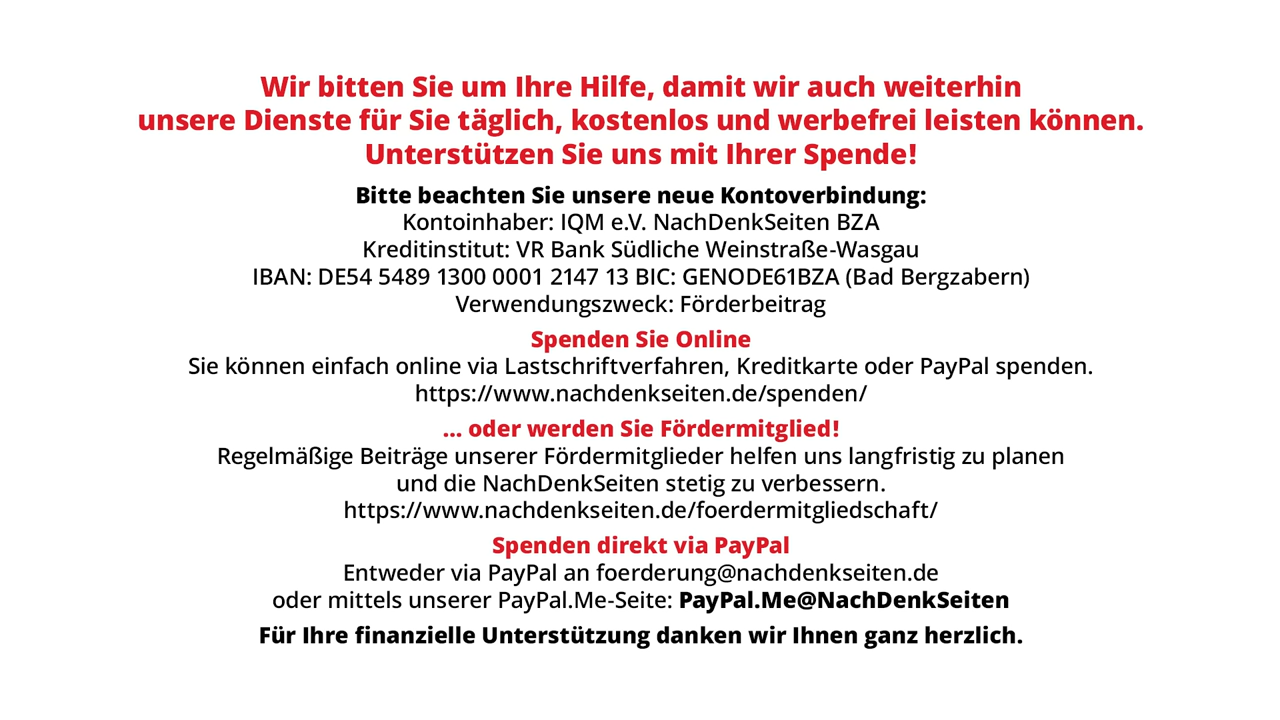 Wir bitten Sie um Ihre Hilfe, damit wir auch weiterhin
unsere Dienste für Sie täglich, kostenlos und werbefrei leisten können.
Unterstützen Sie uns mit Ihrer Spende!
Bitte beachten Sie unsere neue Kontoverbindung:
Kontoinhaber: IQM e.V. NachDenkSeiten BZA
Kreditinstitut: VR Bank Südliche Weinstraße-Wasgau
IBAN: DE54 5489 1300 0001 2147 13 BIC: GENODE61BZA (Bad Bergzabern)
Verwendungszweck: Förderbeitrag
Spenden Sie Online
Sie können einfach online via Lastschriftverfahren, Kreditkarte oder PayPal spenden.
https://www.nachdenkseiten.de/spenden/
... oder werden Sie Fördermitglied!
Regelmäßige Beiträge unserer Fördermitglieder helfen uns langfristig zu planen
und die NachDenkSeiten stetig zu verbessern.
https://www.nachdenkseiten.de/foerdermitgliedschaft/
Spenden direkt via PayPal
Entweder via PayPal an foerderung@nachdenkseiten.de
oder mittels unserer PayPal.Me-Seite: PayPal.Me@NachDenkSeiten
Für Ihre finanzielle Unterstützung danken wir Ihnen ganz herzlich.